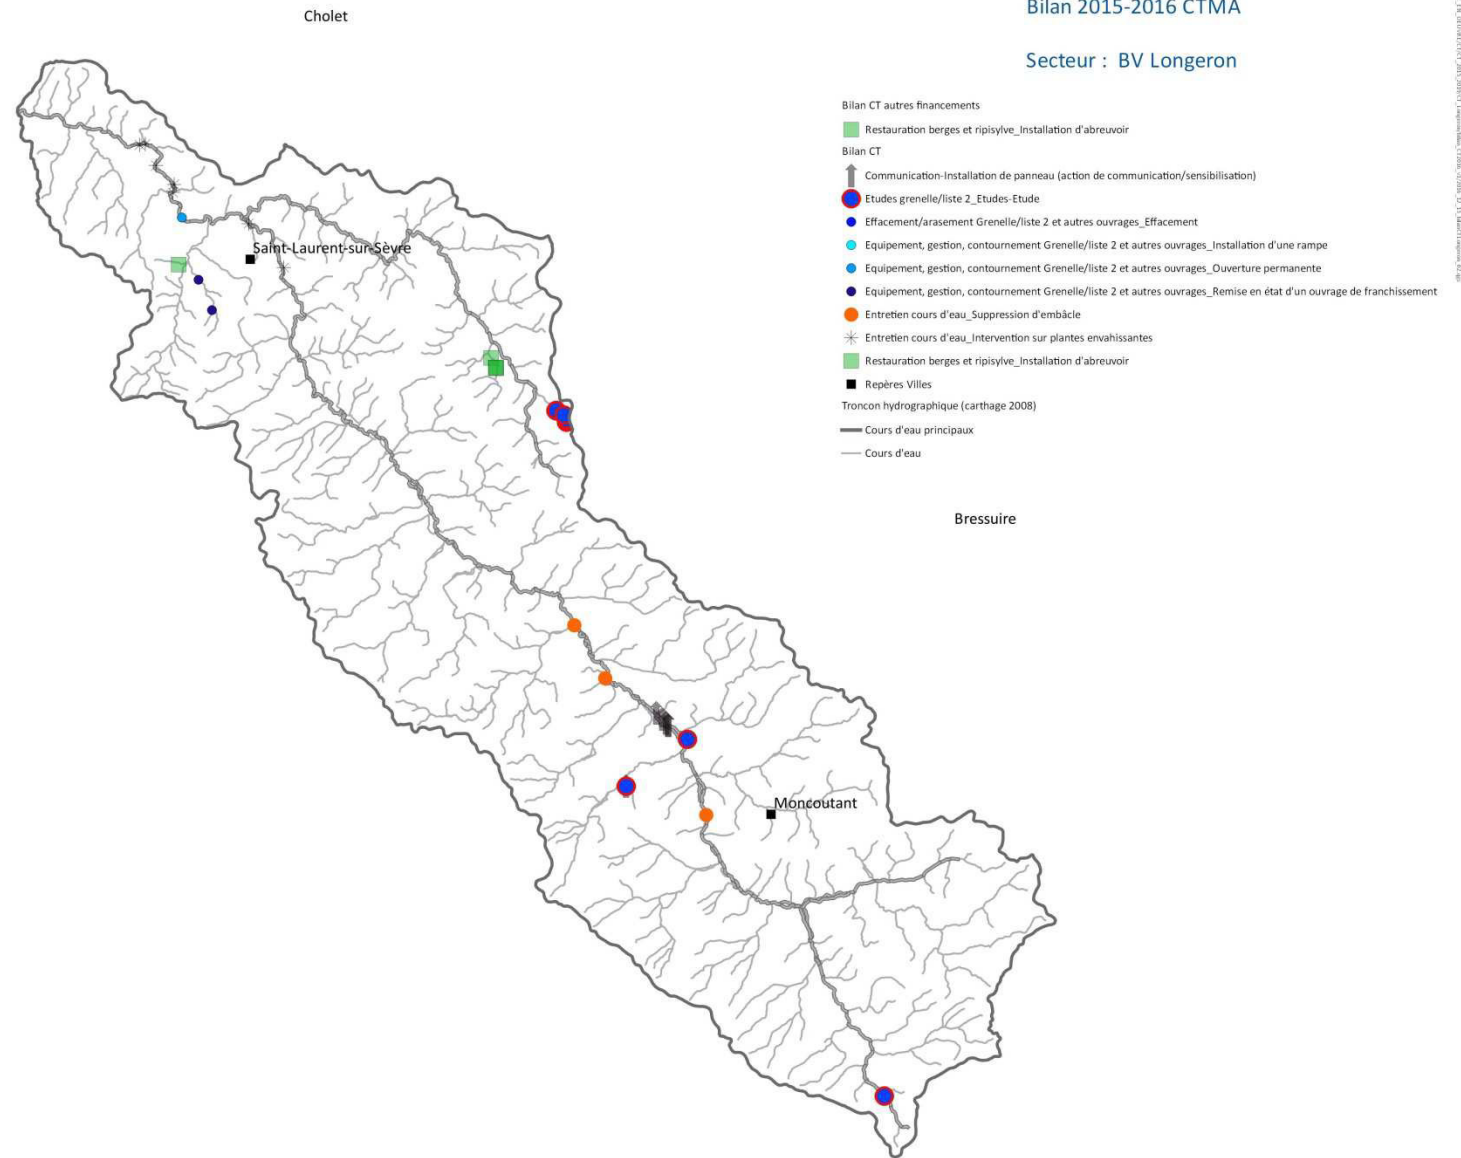 Cholet
Bilan 2015-2016 CTMA
Secteur : BV Longeron
Bilan CT autres financements
Restauration berges et ripisylve_Installation d'abreuvoir
Bilan CT
Communication-Installation de panneau (action de communication/sensibilisation)
Etudes grenelle/liste 2_Etudes-Etude
Effacement/arasement Grenelle/liste 2 et autres ouvrages_Effacement
Equipement, gestion, contournement Grenelle/liste 2 et autres ouvrages_Installation d'une rampe
Equipement, gestion, contournement Grenelle/liste 2 et autres ouvrages_Ouverture permanente
Equipement, gestion, contournement Grenelle/liste 2 et autres ouvrages_Remise en état d'un ouvrage de franchissement
Entretien cours d'eau_Suppression d'embâcle
Entretien cours d'eau_Intervention sur plantes envahissantes
Restauration berges et ripisylve_Installation d'abreuvoir
Repères Villes
Troncon hydrographique (carthage 2008)
Cours d'eau principaux
Cours d'eau
Saint-Laurent-sur-Sèvre
Bressuire
Moncoutant